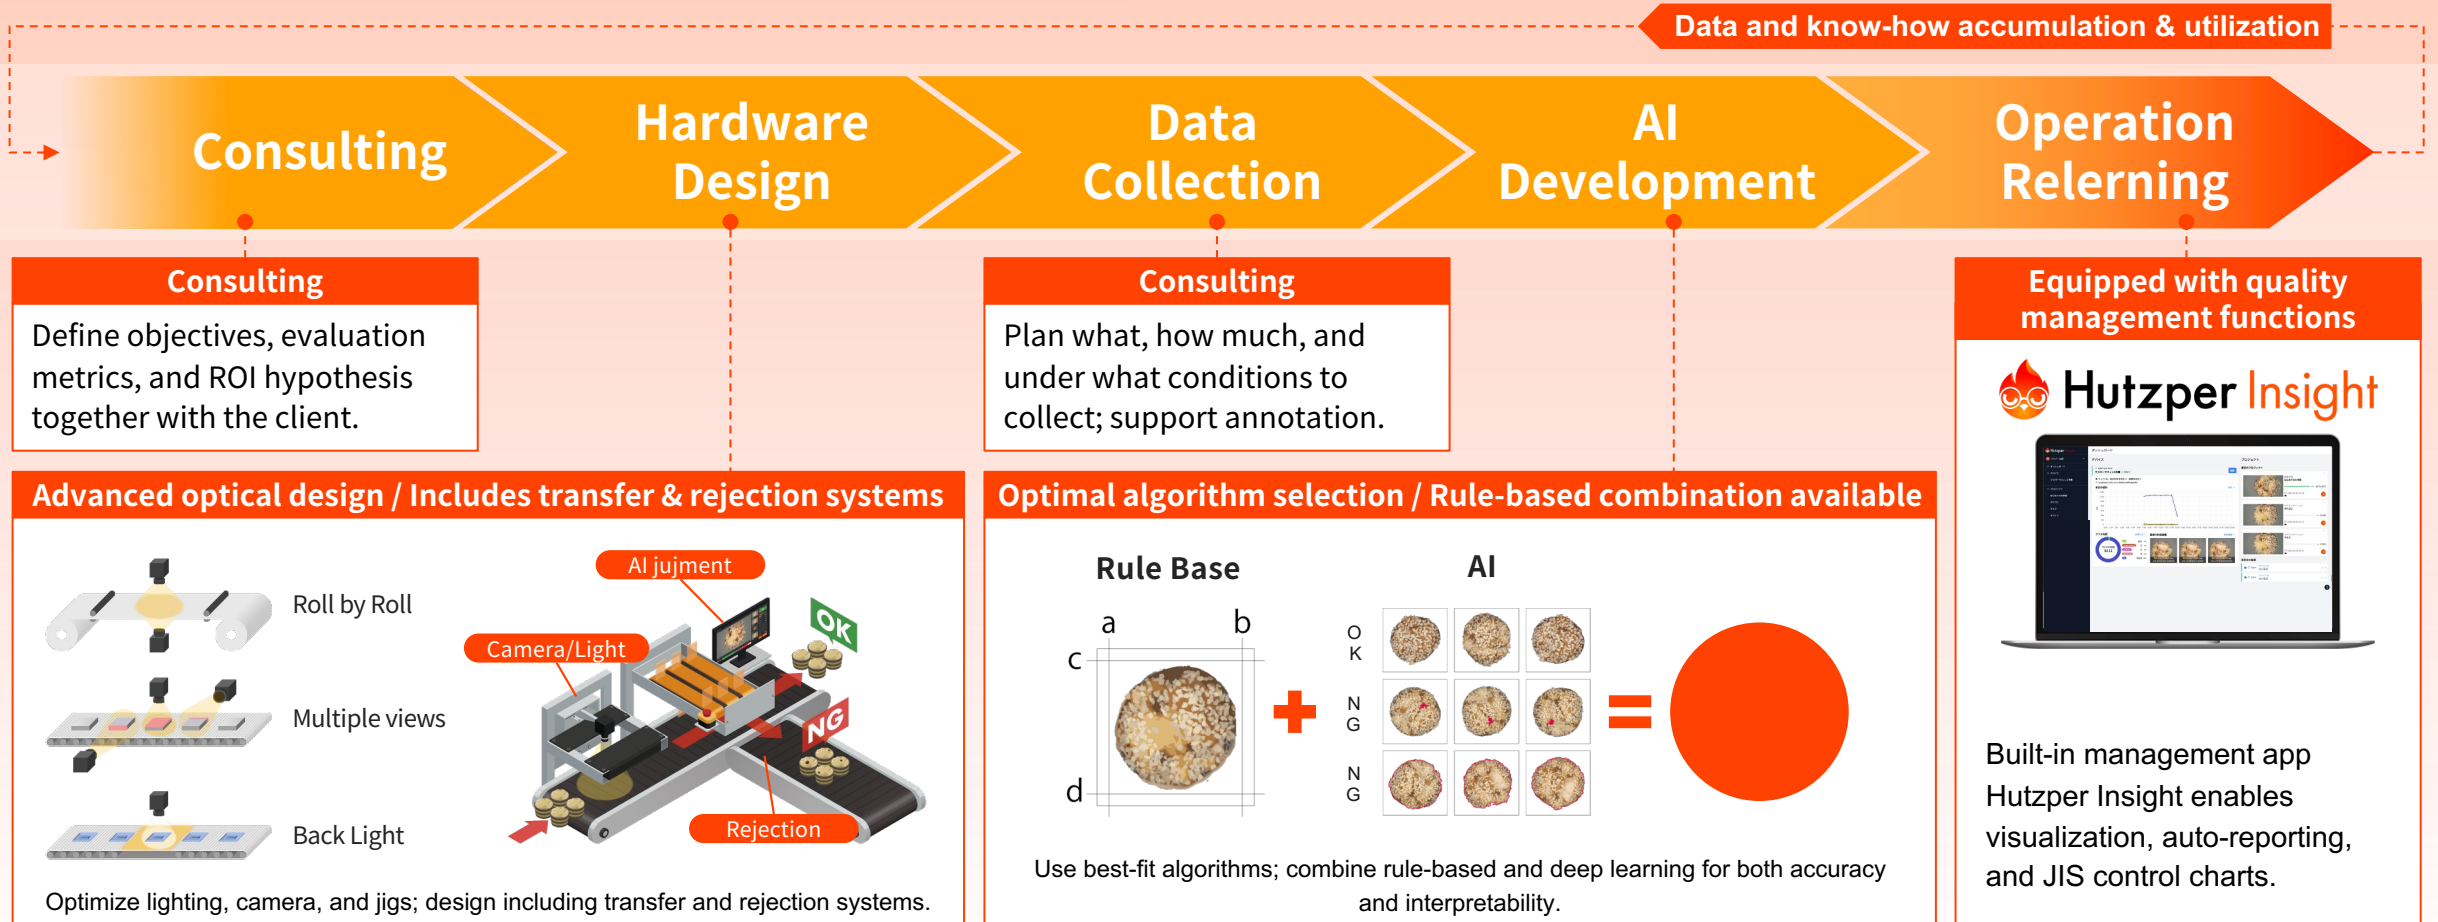 Data and know-how accumulation & utilization
Consulting
Hardware
Design
Data
Collection
AI
Development
Operation
Relerning
Consulting
Define objectives, evaluation
metrics, and ROI hypothesis
together with the client.
Consulting
Plan what, how much, and
under what conditions to
collect; support annotation.
Equipped with quality
management functions
Hutzper Insight
Built-in management app
Hutzper Insight enables
visualization, auto-reporting,
and JIS control charts.
Advanced optical design / Includes transfer & rejection systems
Roll by Roll
Multiple views
Back Light
AI jujment
Camera/Light
OK
NG
Rejection
Optimize lighting, camera, and jigs; design including transfer and rejection systems.
Optimal algorithm selection / Rule-based combination available
Rule Base
AI
a
b
c
d
O
K
N
G
N
G
Use best-fit algorithms; combine rule-based and deep learning for both accuracy
and interpretability.